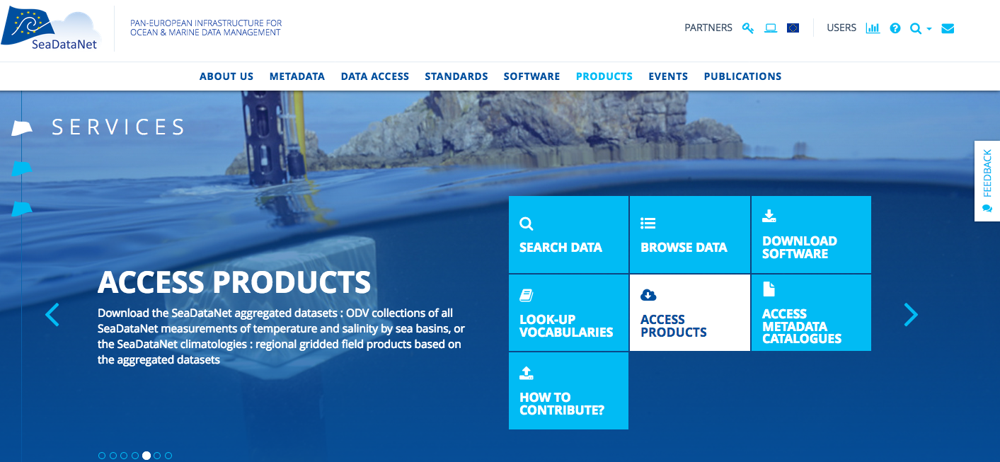 SeaDataNet
PAN-EUROPEAN INFRASTRUCTURE FOR
OCEAN & MARINE DATA MANAGEMENT
PARTNERS
USERS
ABOUT US METADATA DATA ACCESS STANDARDS SOFTWARE PRODUCTS EVENTS PUBLICATIONS
SERVICES
FEEDBACK
ACCESS PRODUCTS
Download the SeaDataNet aggregated datasets : ODV collections of all
SeaDataNet measurements of temperature and salinity by sea basins, or
the SeaDataNet climatologies : regional gridded field products based on
the aggregated datasets
SEARCH DATA
BROWSE DATA
DOWNLOAD
SOFTWARE
LOOK-UP
VOCABULARIES
ACCESS
PRODUCTS
ACCESS
METADATA
CATALOGUES
HOW TO
CONTRIBUTE?